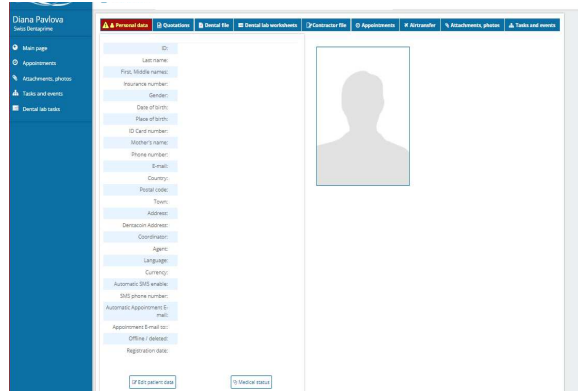 Diana Pavlova
Swiss Dentaprime
Main page
Appointments
Attachments, photos
Tasks and events
Dental lab tasks
Personal data
Quotations
Dental file
Dental lab worksheets
Contractor file
Appointments
Airtransfer
Attachments, photos
Tasks and events
ID:
Last name:
First, Middle names:
Insurance number:
Gender:
Date of birth:
Place of birth:
ID Card number:
Mother's name:
Phone number:
E-mail:
Country:
Postal code:
Town:
Address:
Dentacoin Address:
Coordinator:
Agent:
Language:
Currency:
Automatic SMS enable:
SMS phone number:
Automatic Appointment E-
mail:
Appointment E-mail to::
Offline / deleted:
Registration date:
Edit patient data
Medical status